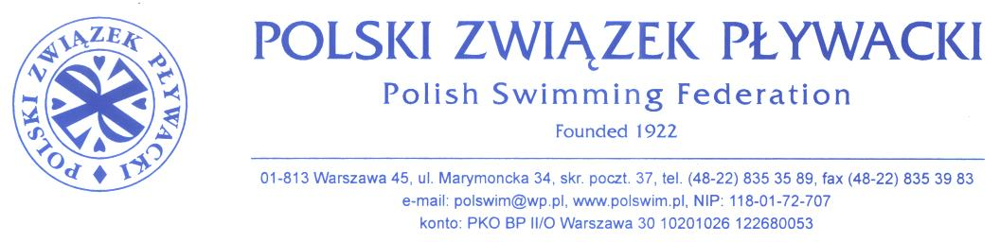 POLSKI ZWIĄZEK PŁYWACKI
POLSKI ZWIĄZEK PŁYWACKI
Polish Swimming Federation
Founded 1922
01-813 Warszawa 45, ul. Marymoncka 34, skr. poczt. 37, tel. (48-22) 835 35 89, fax (48-22) 835 39 83
e-mail: polswim@wp.pl, www.polswim.pl, NIP: 118-01-72-707
konto: PKO BP II/O Warszawa 30 10201026 122680053